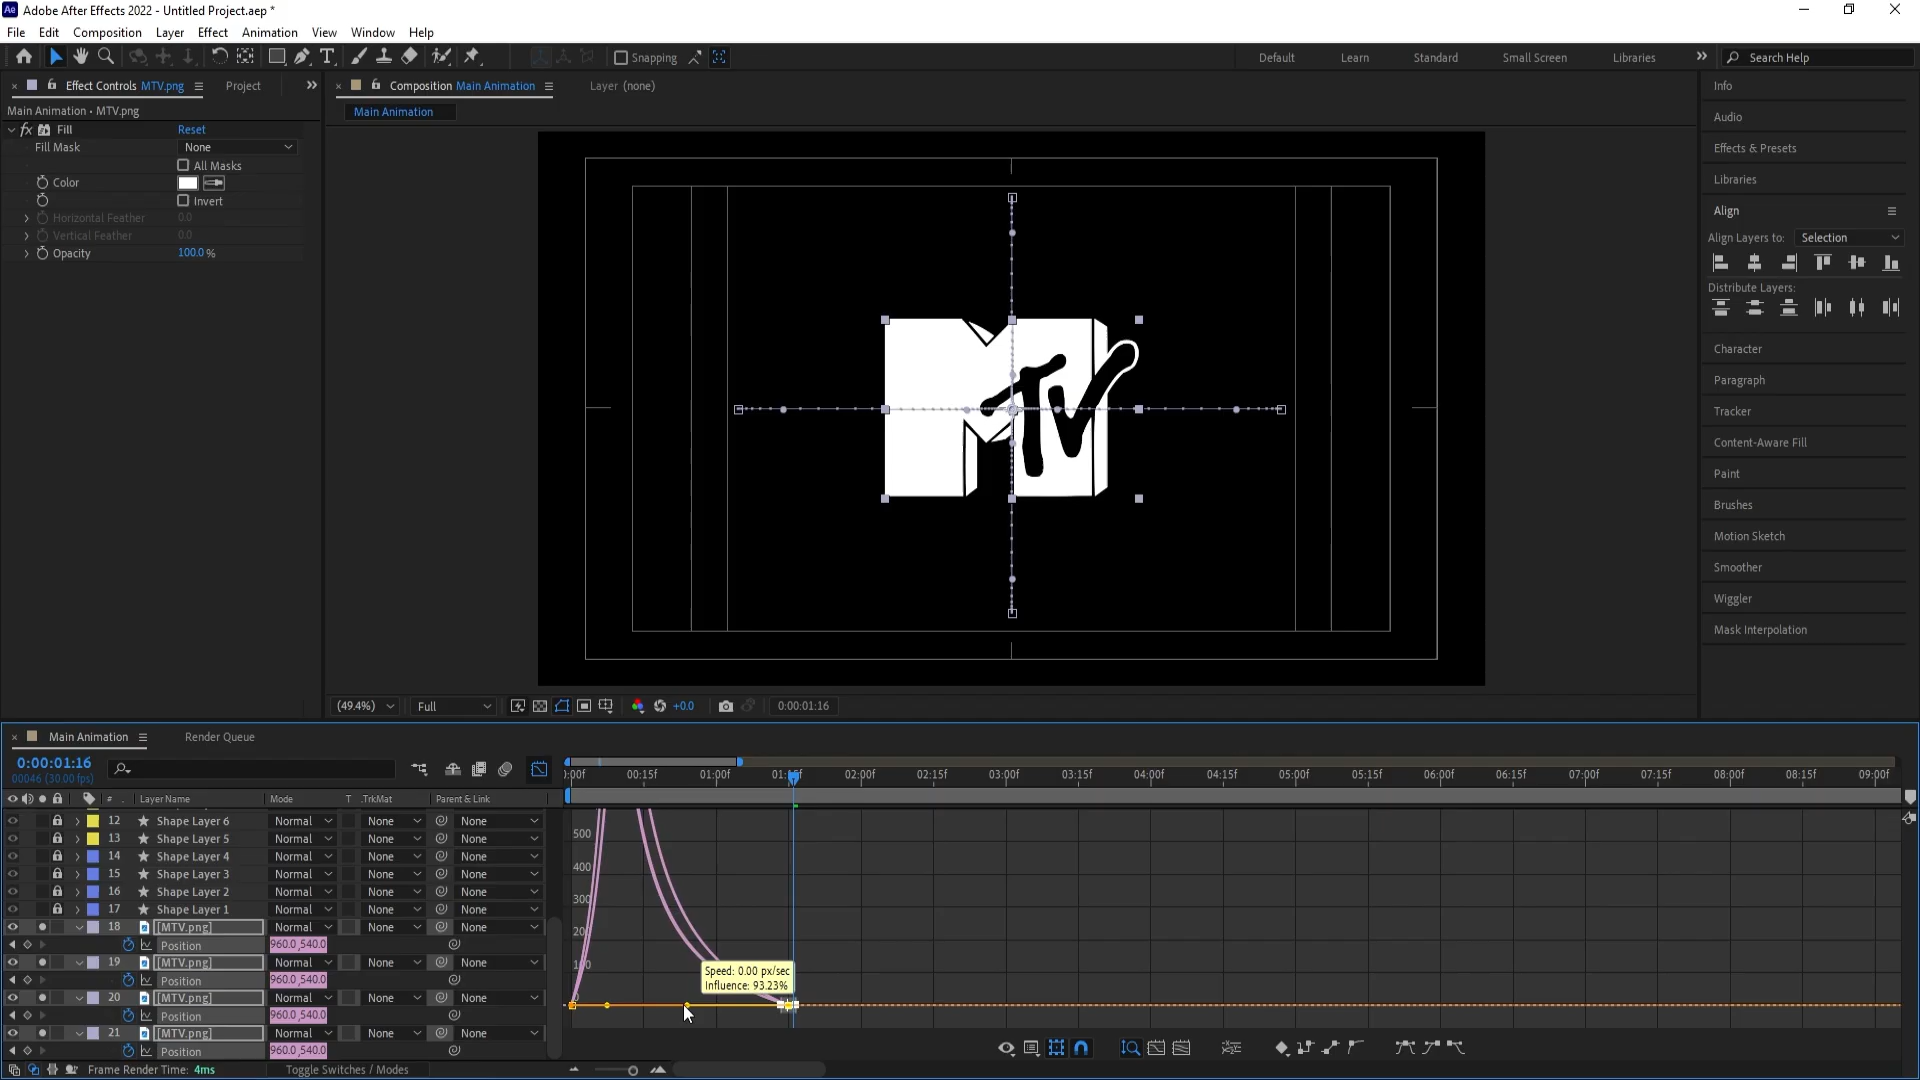 Adobe After Effects 2022 - Untitled Project.aep *
File Edit Composition Layer Effect Animation View Window Help
Snapping Default Learn Standard Small Screen Libraries Search Help
Effect Controls MTV.png Project Composition Main Animation Layer (none)
Main Animation • MTV.png
Main Animation
fx Fill Reset
Fill Mask None
All Masks
Color
Invert
Horizontal Feather 0.0
Vertical Feather 0.0
Opacity 100.0 %
MTV
Info
Audio
Effects & Presets
Libraries
Align
Align Layers to: Selection
Distribute Layers:
Character
Paragraph
Tracker
Content-Aware Fill
Paint
Brushes
Motion Sketch
Smoother
Wiggler
Mask Interpolation
(49.4%) Full +0.0 0:00:01:16
Main Animation Render Queue
0:00:01:16
00046 (30.00 fps)
:00f 00:15f 01:00f 02:00f 02:15f 03:00f 03:15f 04:00f 04:15f 05:00f 05:15f 06:00f 06:15f 07:00f 07:15f 08:00f 08:15f 09:00f
# Layer Name Mode T .TrkMat Parent & Link
12 Shape Layer 6 Normal None None
13 Shape Layer 5 Normal None None
14 Shape Layer 4 Normal None None
15 Shape Layer 3 Normal None None
16 Shape Layer 2 Normal None None
17 Shape Layer 1 Normal None None
18 [MTV.png] Normal None None
Position 960.0,540.0
19 [MTV.png] Normal None None
Position 960.0,540.0
20 [MTV.png] Normal None None
Position 960.0,540.0
21 [MTV.png] Normal None None
Position 960.0,540.0
500
400
Speed: 0.00 px/sec
Influence: 93.23%
Frame Render Time: 4ms Toggle Switches / Modes